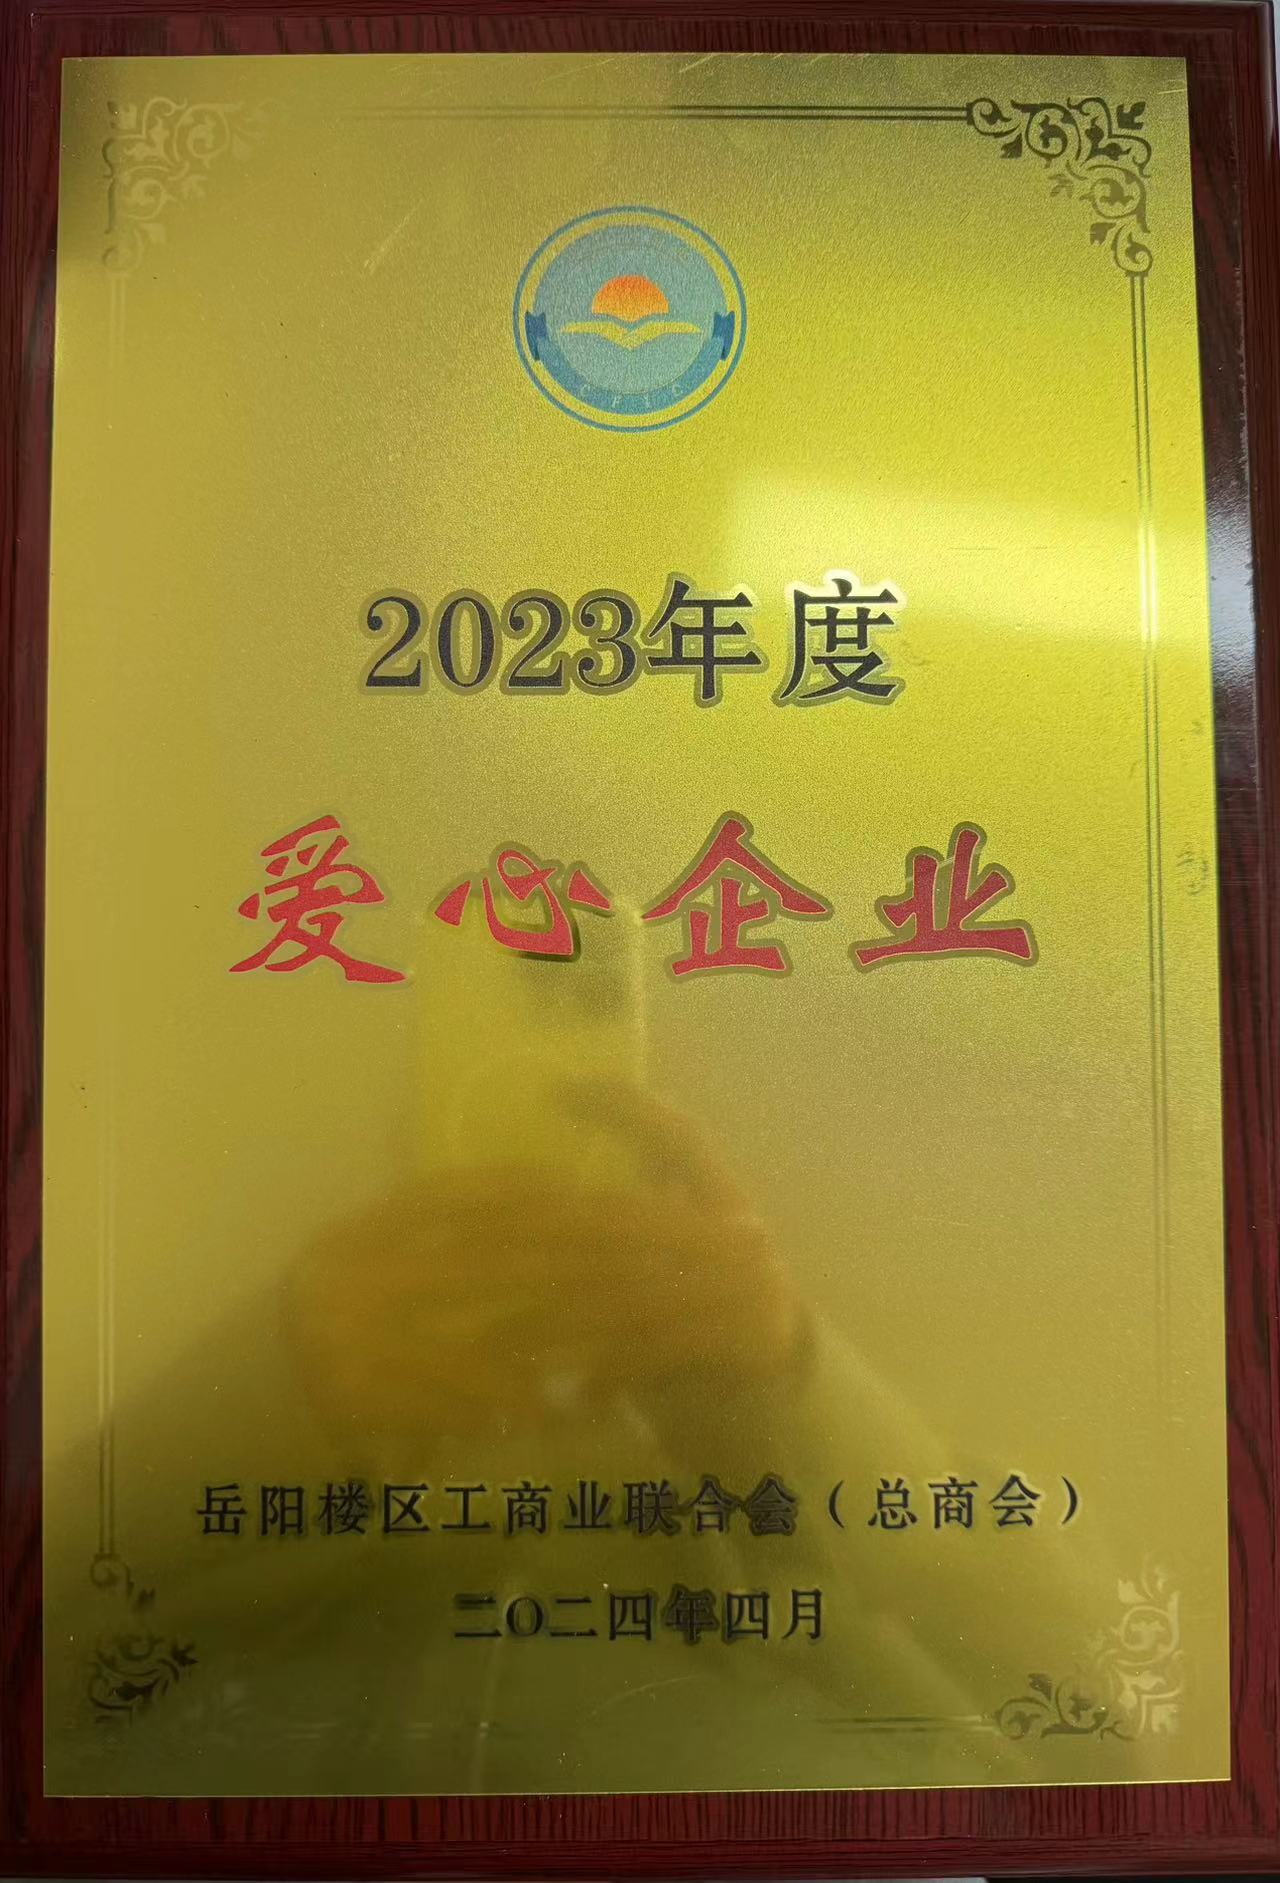 CFIC
2023年度
爱心企业
岳阳楼区工商业联合会（总商会）
二〇二四年四月